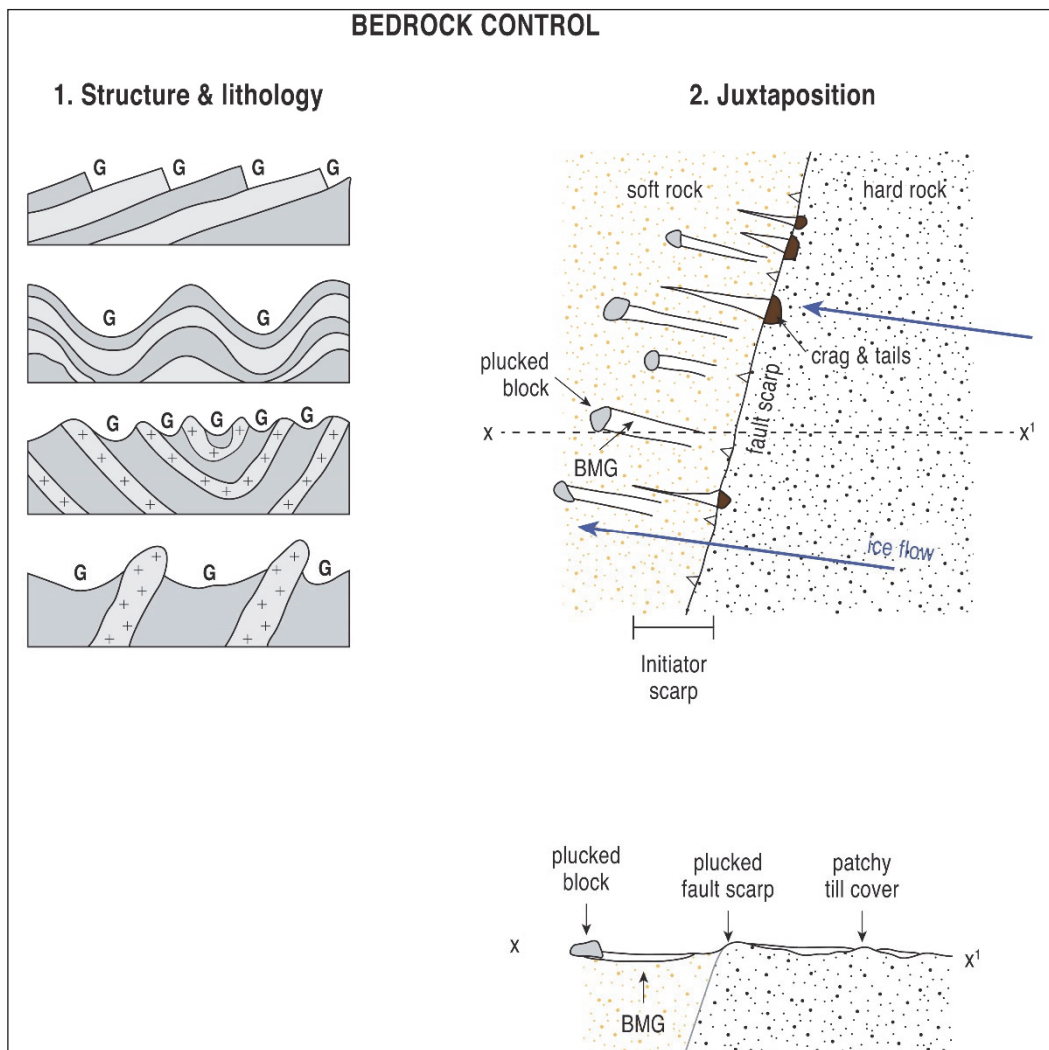 BEDROCK CONTROL
1. Structure & lithology
G G G G
G G
G G G G G
G G G
2. Juxtaposition
soft rock
hard rock
crag & tails
plucked
block
fault scarp
X
X¹
BMG
ice flow
Initiator
scarp
plucked
block
plucked
fault scarp
patchy
till cover
X
X¹
BMG